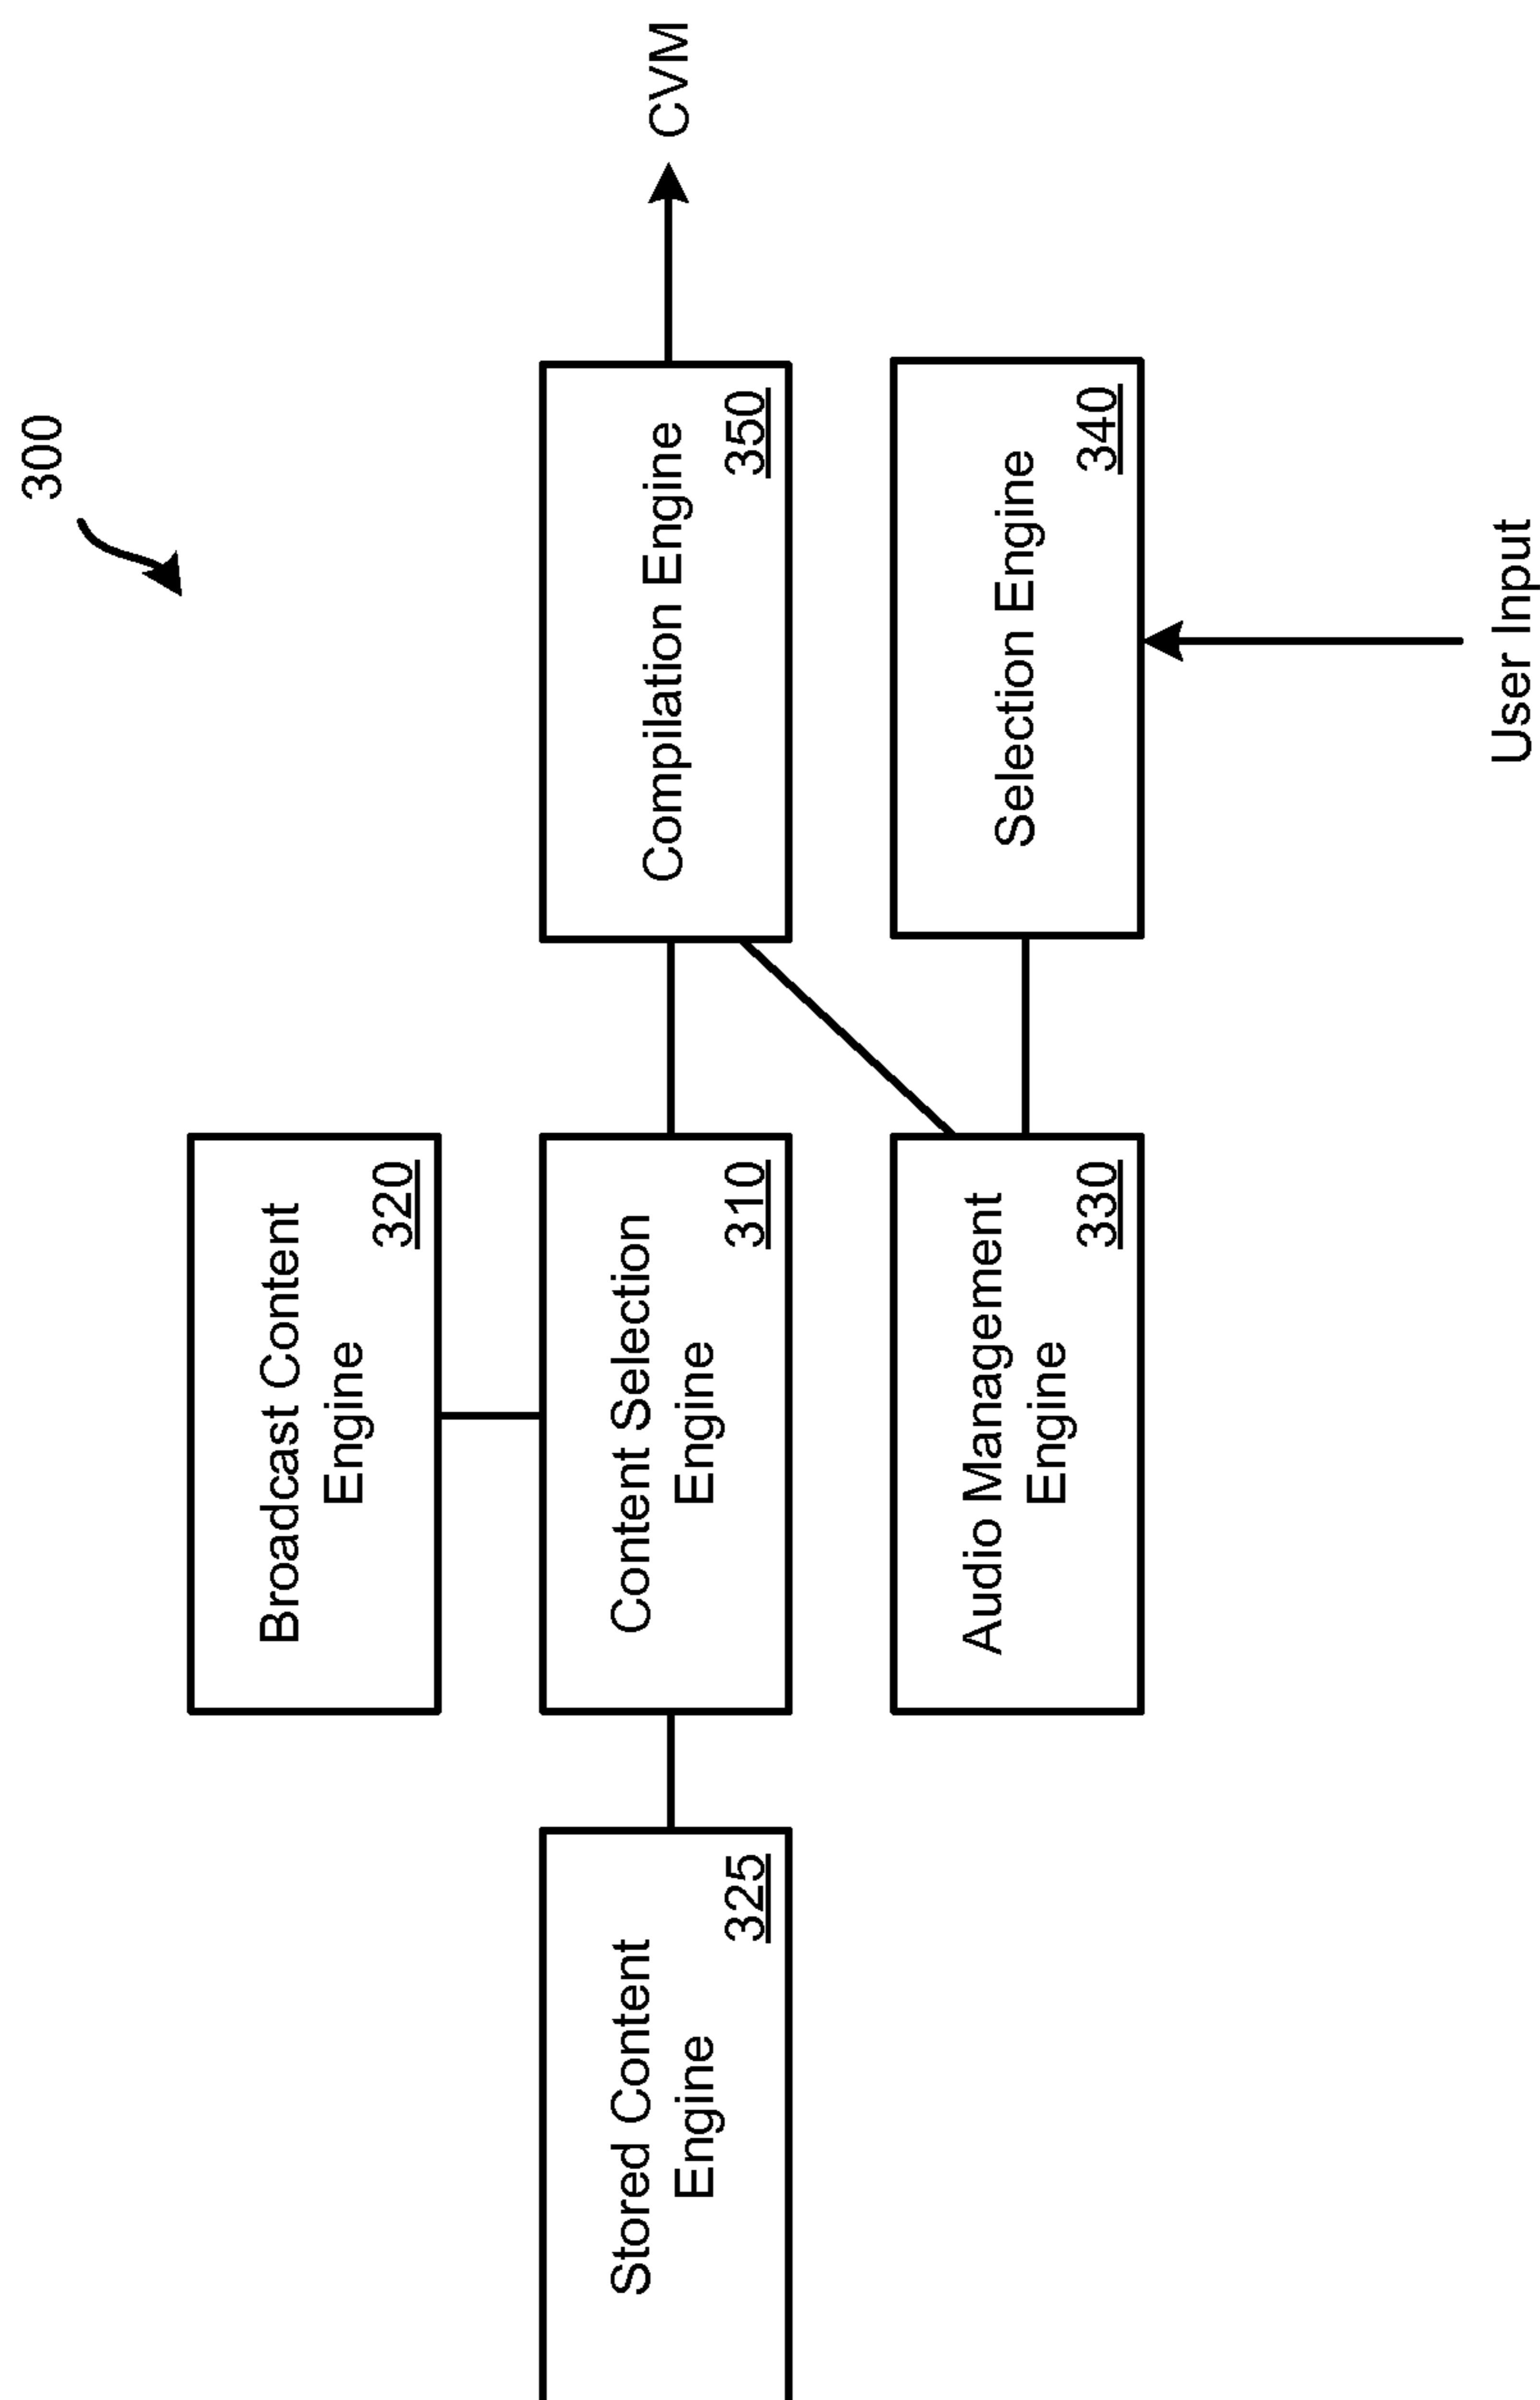 300
Broadcast Content
Engine
320
Stored Content
Engine
325
Content Selection
Engine
310
Compilation Engine
350
CVM
Audio Management
Engine
330
Selection Engine
340
User Input